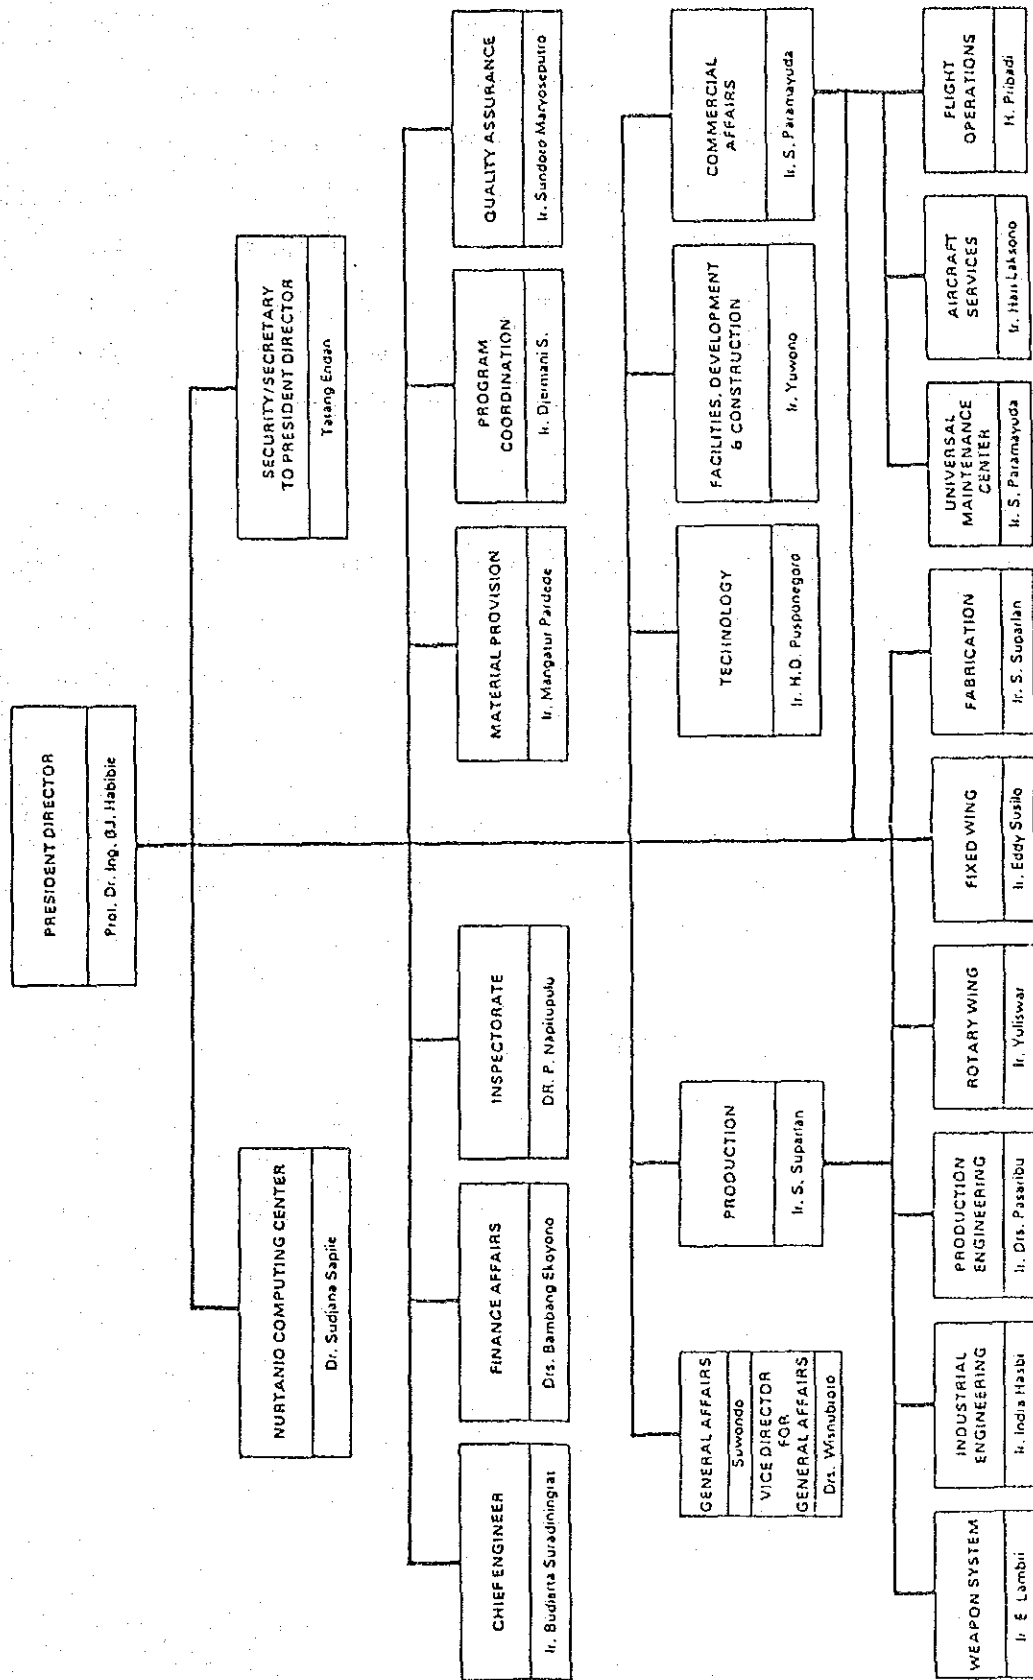 PRESIDENT DIRECTOR
Prof. Dr. Ing. B.J. Habibie
NURTANIO COMPUTING CENTER
Dr. Sudjana Sapiie
SECURITY/SECRETARY
TO PRESIDENT DIRECTOR
Tatang Endan
CHIEF ENGINEER
Ir. Budiarta Suradiningrat
FINANCE AFFAIRS
Drs. Bambang Ekoyono
INSPECTORATE
DR. P. Napitupulu
MATERIAL PROVISION
Ir. Mangatur Pardede
PROGRAM
COORDINATION
Ir. Djermani S.
QUALITY ASSURANCE
Ir. Sundoro Maryoseputro
GENERAL AFFAIRS
Suwondo
VICE DIRECTOR
FOR
GENERAL AFFAIRS
Drs. Wisnubroto
PRODUCTION
Ir. S. Suparlan
TECHNOLOGY
Ir. H.D. Pusponegoro
FACILITIES, DEVELOPMENT
& CONSTRUCTION
Ir. Yuwono
COMMERCIAL
AFFAIRS
Ir. S. Paramayuda
WEAPON SYSTEM
Ir. E. Lambri
INDUSTRIAL
ENGINEERING
Ir. Indra Hasbi
PRODUCTION
ENGINEERING
Ir. Drs. Pasaribu
ROTARY WING
Ir. Yuliswar
FIXED WING
Ir. Eddy Susilo
FABRICATION
Ir. S. Suparlan
UNIVERSAL
MAINTENANCE
CENTER
Ir. S. Paramayuda
AIRCRAFT
SERVICES
Ir. Hari Laksono
FLIGHT
OPERATIONS
H. Pribadi